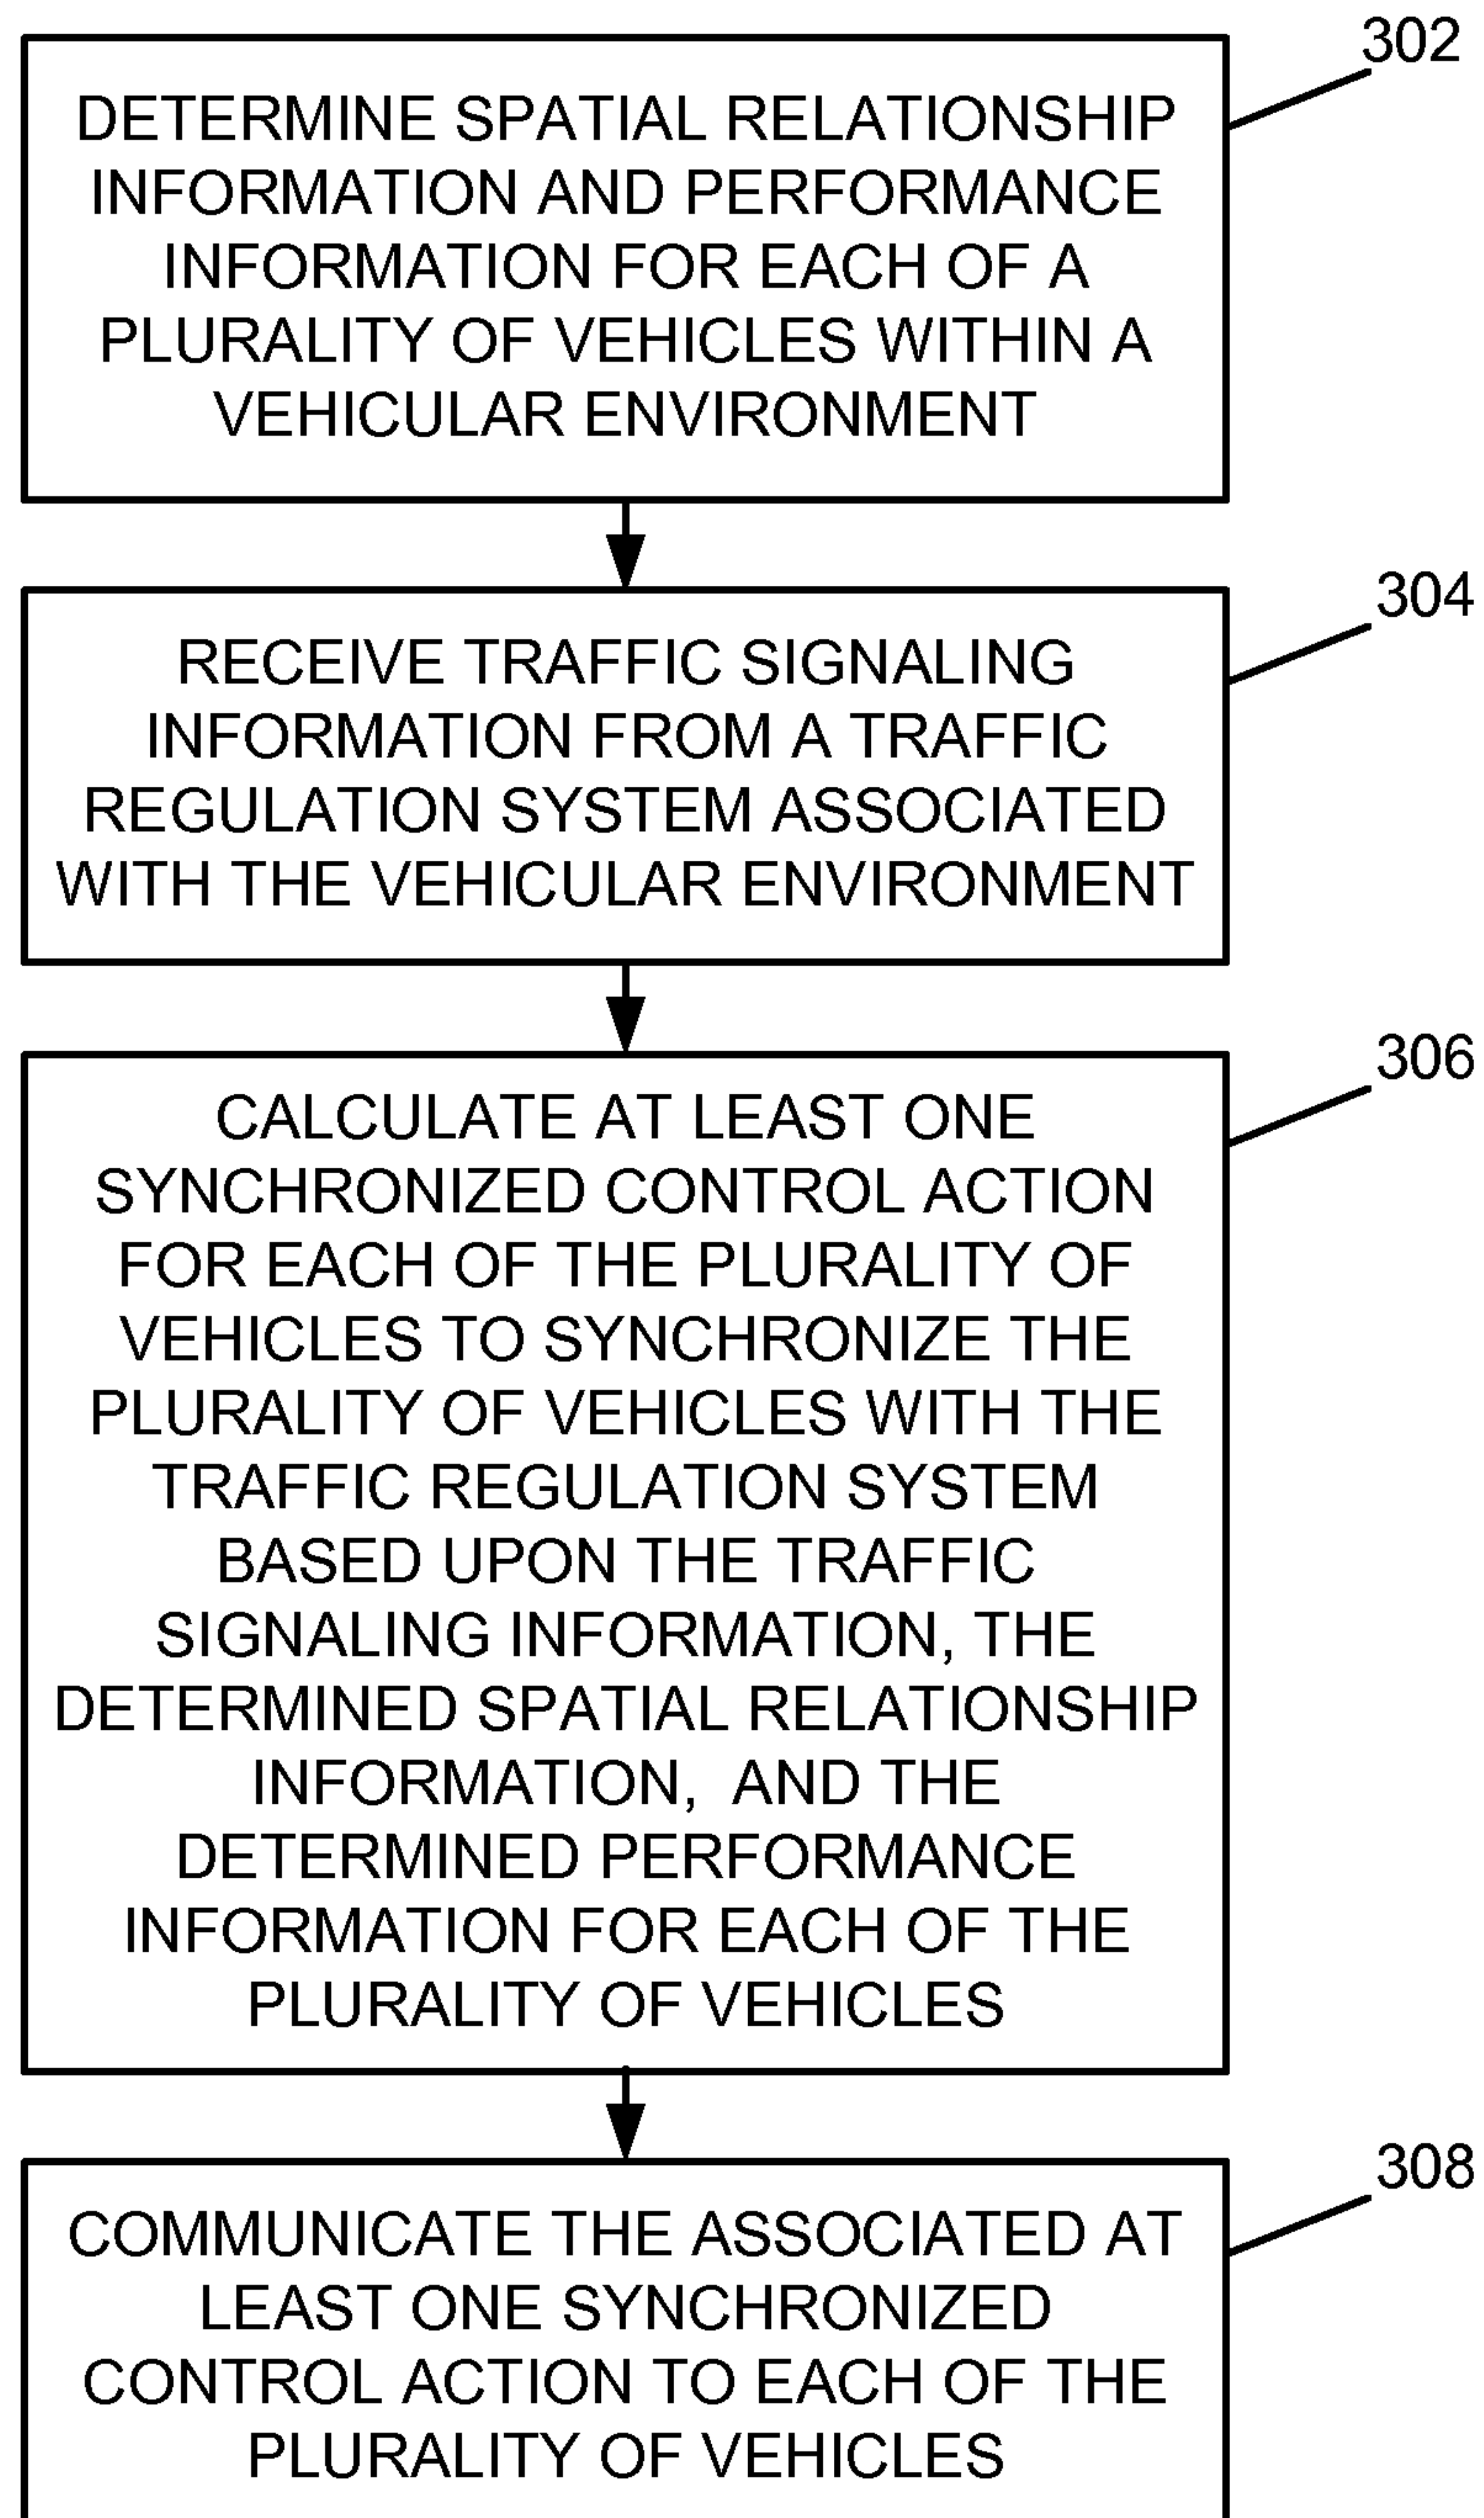 302
DETERMINE SPATIAL RELATIONSHIP
INFORMATION AND PERFORMANCE
INFORMATION FOR EACH OF A
PLURALITY OF VEHICLES WITHIN A
VEHICULAR ENVIRONMENT
304
RECEIVE TRAFFIC SIGNALING
INFORMATION FROM A TRAFFIC
REGULATION SYSTEM ASSOCIATED
WITH THE VEHICULAR ENVIRONMENT
306
CALCULATE AT LEAST ONE
SYNCHRONIZED CONTROL ACTION
FOR EACH OF THE PLURALITY OF
VEHICLES TO SYNCHRONIZE THE
PLURALITY OF VEHICLES WITH THE
TRAFFIC REGULATION SYSTEM
BASED UPON THE TRAFFIC
SIGNALING INFORMATION, THE
DETERMINED SPATIAL RELATIONSHIP
INFORMATION, AND THE
DETERMINED PERFORMANCE
INFORMATION FOR EACH OF THE
PLURALITY OF VEHICLES
308
COMMUNICATE THE ASSOCIATED AT
LEAST ONE SYNCHRONIZED
CONTROL ACTION TO EACH OF THE
PLURALITY OF VEHICLES